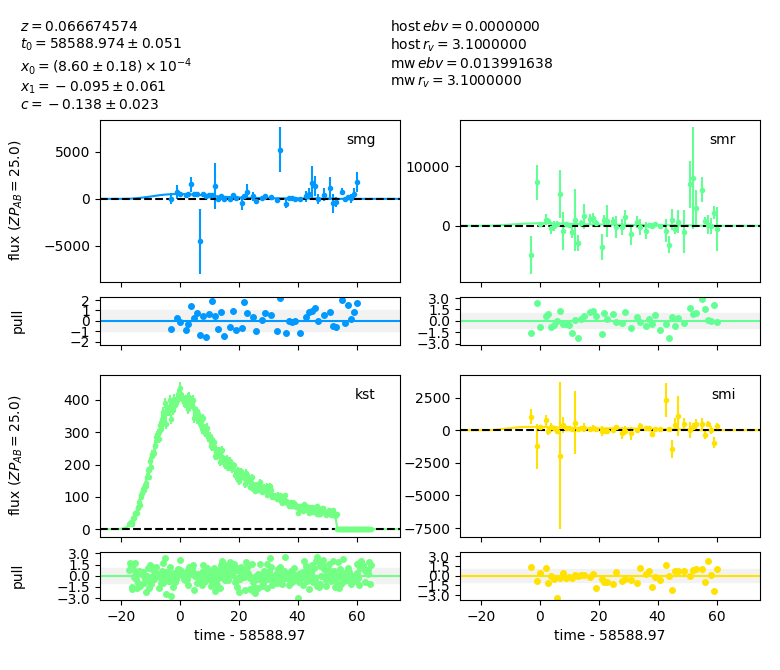 z = 0.066674574
t₀ = 58588.974 ± 0.051
x₀ = (8.60 ± 0.18) × 10⁻⁴
x₁ = −0.095 ± 0.061
c = −0.138 ± 0.023
host ebv = 0.0000000
host r_v = 3.1000000
mw ebv = 0.013991638
mw r_v = 3.1000000
flux (ZP_AB = 25.0)
5000
0
−5000
smg
10000
0
smr
pull
2
1
0
−1
−2
3.0
1.5
0.0
−1.5
−3.0
flux (ZP_AB = 25.0)
400
300
200
100
0
kst
2500
0
−2500
−5000
−7500
smi
pull
3.0
1.5
0.0
−1.5
−3.0
3.0
1.5
0.0
−1.5
−3.0
−20 0 20 40 60
−20 0 20 40 60
time - 58588.97
time - 58588.97